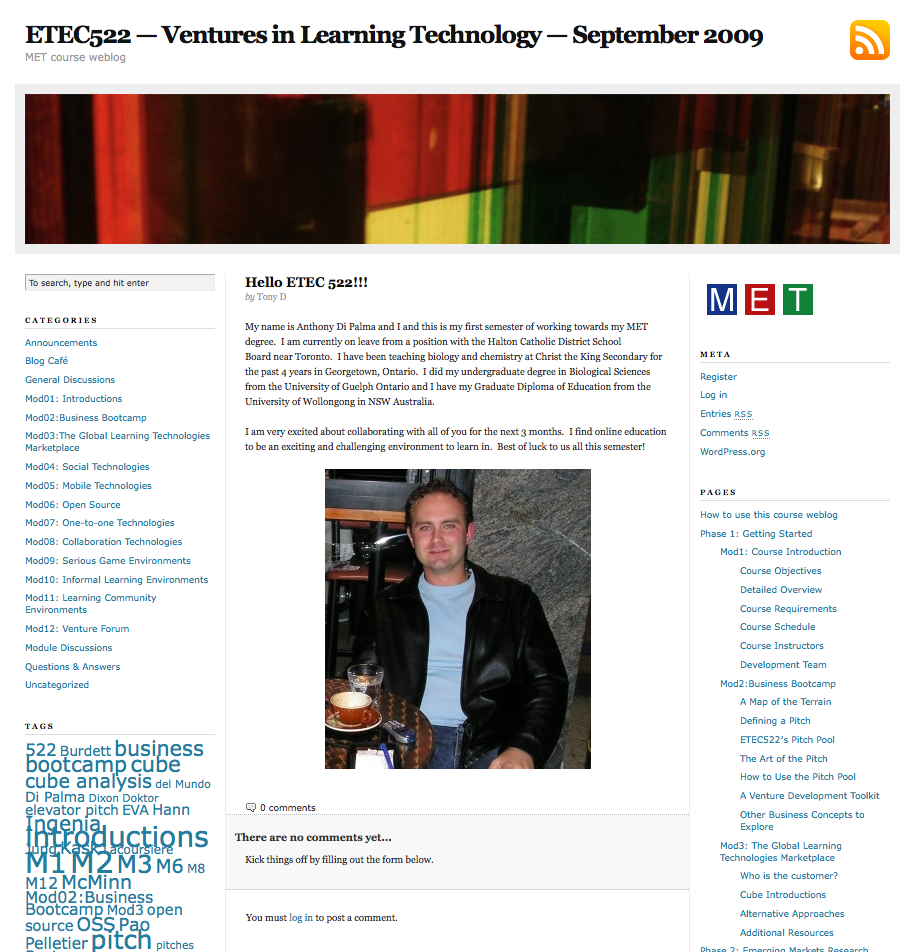 ETEC522 — Ventures in Learning Technology — September 2009
MET course weblog
To search, type and hit enter
CATEGORIES
Announcements
Blog Café
General Discussions
Mod01: Introductions
Mod02:Business Bootcamp
Mod03:The Global Learning Technologies
Marketplace
Mod04: Social Technologies
Mod05: Mobile Technologies
Mod06: Open Source
Mod07: One-to-one Technologies
Mod08: Collaboration Technologies
Mod09: Serious Game Environments
Mod10: Informal Learning Environments
Mod11: Learning Community
Environments
Mod12: Venture Forum
Module Discussions
Questions & Answers
Uncategorized
TAGS
522 Burdett business
bootcamp cube
cube analysis del Mundo
Di Palma Dixon Doktor
elevator pitch EVA Hann
Ingenia
Introductions
Jung Kask Lacoursiere
M1 M2 M3 M6 M8
M12 McMinn
Mod02:Business
Bootcamp Mod3 open
source OSS Pao
Pelletier pitch pitches
Hello ETEC 522!!!
by Tony D
My name is Anthony Di Palma and I and this is my first semester of working towards my MET
degree.  I am currently on leave from a position with the Halton Catholic District School
Board near Toronto.  I have been teaching biology and chemistry at Christ the King Secondary for
the past 4 years in Georgetown, Ontario.  I did my undergraduate degree in Biological Sciences
from the University of Guelph Ontario and I have my Graduate Diploma of Education from the
University of Wollongong in NSW Australia.
I am very excited about collaborating with all of you for the next 3 months.  I find online education
to be an exciting and challenging environment to learn in.  Best of luck to us all this semester!
0 comments
There are no comments yet...
Kick things off by filling out the form below.
You must log in to post a comment.
M E T
META
Register
Log in
Entries RSS
Comments RSS
WordPress.org
PAGES
How to use this course weblog
Phase 1: Getting Started
Mod1: Course Introduction
Course Objectives
Detailed Overview
Course Requirements
Course Schedule
Course Instructors
Development Team
Mod2:Business Bootcamp
A Map of the Terrain
Defining a Pitch
ETEC522's Pitch Pool
The Art of the Pitch
How to Use the Pitch Pool
A Venture Development Toolkit
Other Business Concepts to
Explore
Mod3: The Global Learning
Technologies Marketplace
Who is the customer?
Cube Introductions
Alternative Approaches
Additional Resources
Phase 2: Emerging Markets Research